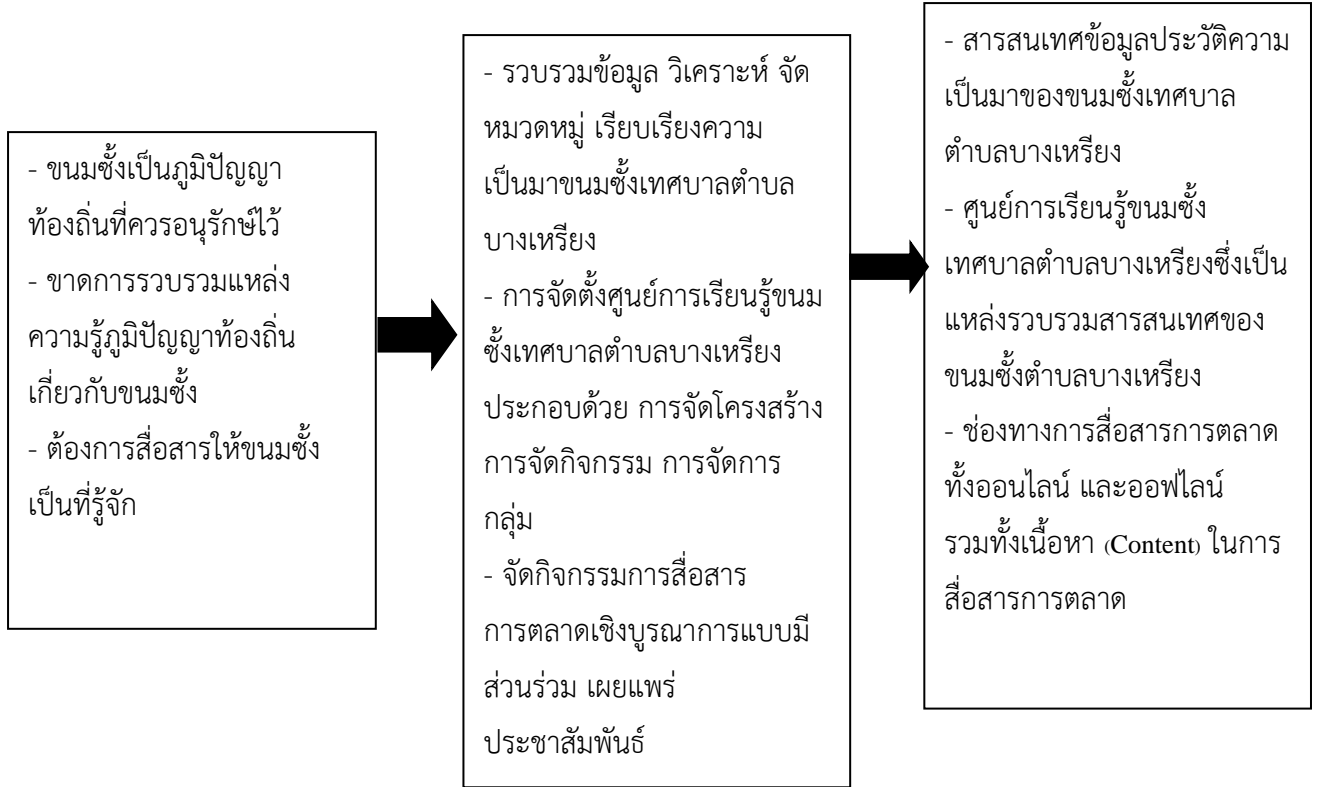 - ขนมซั้งเป็นภูมิปัญญา
ท้องถิ่นที่ควรอนุรักษ์ไว้
- ขาดการรวบรวมแหล่ง
ความรู้ภูมิปัญญาท้องถิ่น
เกี่ยวกับขนมซั้ง
- ต้องการสื่อสารให้ขนมซั้ง
เป็นที่รู้จัก
- รวบรวมข้อมูล วิเคราะห์ จัด
หมวดหมู่ เรียบเรียงความ
เป็นมาขนมซั้งเทศบาลตำบล
บางเหรียง
- การจัดตั้งศูนย์การเรียนรู้ขนม
ซั้งเทศบาลตำบลบางเหรียง
ประกอบด้วย การจัดโครงสร้าง
การจัดกิจกรรม การจัดการ
กลุ่ม
- จัดกิจกรรมการสื่อสาร
การตลาดเชิงบูรณาการแบบมี
ส่วนร่วม เผยแพร่
ประชาสัมพันธ์
- สารสนเทศข้อมูลประวัติความ
เป็นมาของขนมซั้งเทศบาล
ตำบลบางเหรียง
- ศูนย์การเรียนรู้ขนมซั้ง
เทศบาลตำบลบางเหรียงซึ่งเป็น
แหล่งรวบรวมสารสนเทศของ
ขนมซั้งตำบลบางเหรียง
- ช่องทางการสื่อสารการตลาด
ทั้งออนไลน์ และออฟไลน์
รวมทั้งเนื้อหา (Content) ในการ
สื่อสารการตลาด